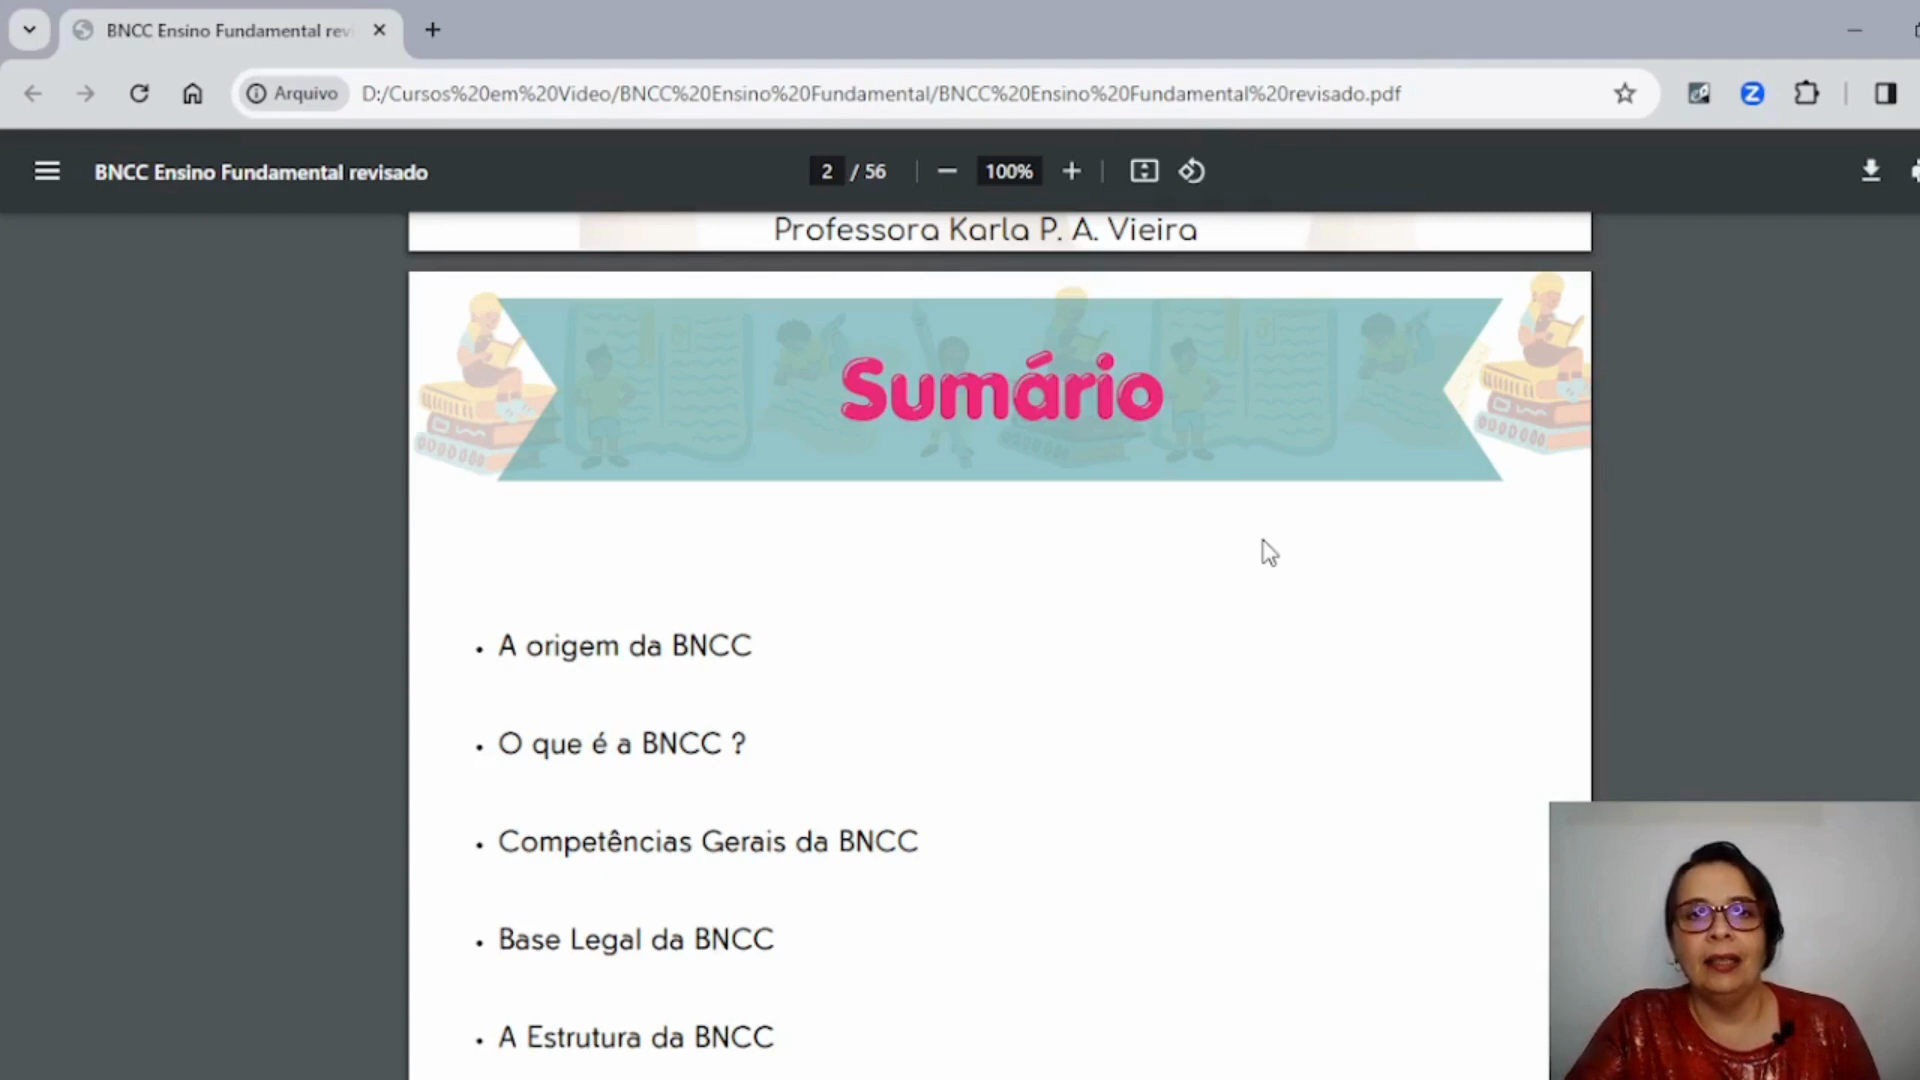 BNCC Ensino Fundamental rev
Arquivo
D:/Cursos%20em%20Video/BNCC%20Ensino%20Fundamental/BNCC%20Ensino%20Fundamental%20revisado.pdf
BNCC Ensino Fundamental revisado
2 / 56
100%
Professora Karla P. A. Vieira
Sumário
• A origem da BNCC
• O que é a BNCC ?
• Competências Gerais da BNCC
• Base Legal da BNCC
• A Estrutura da BNCC